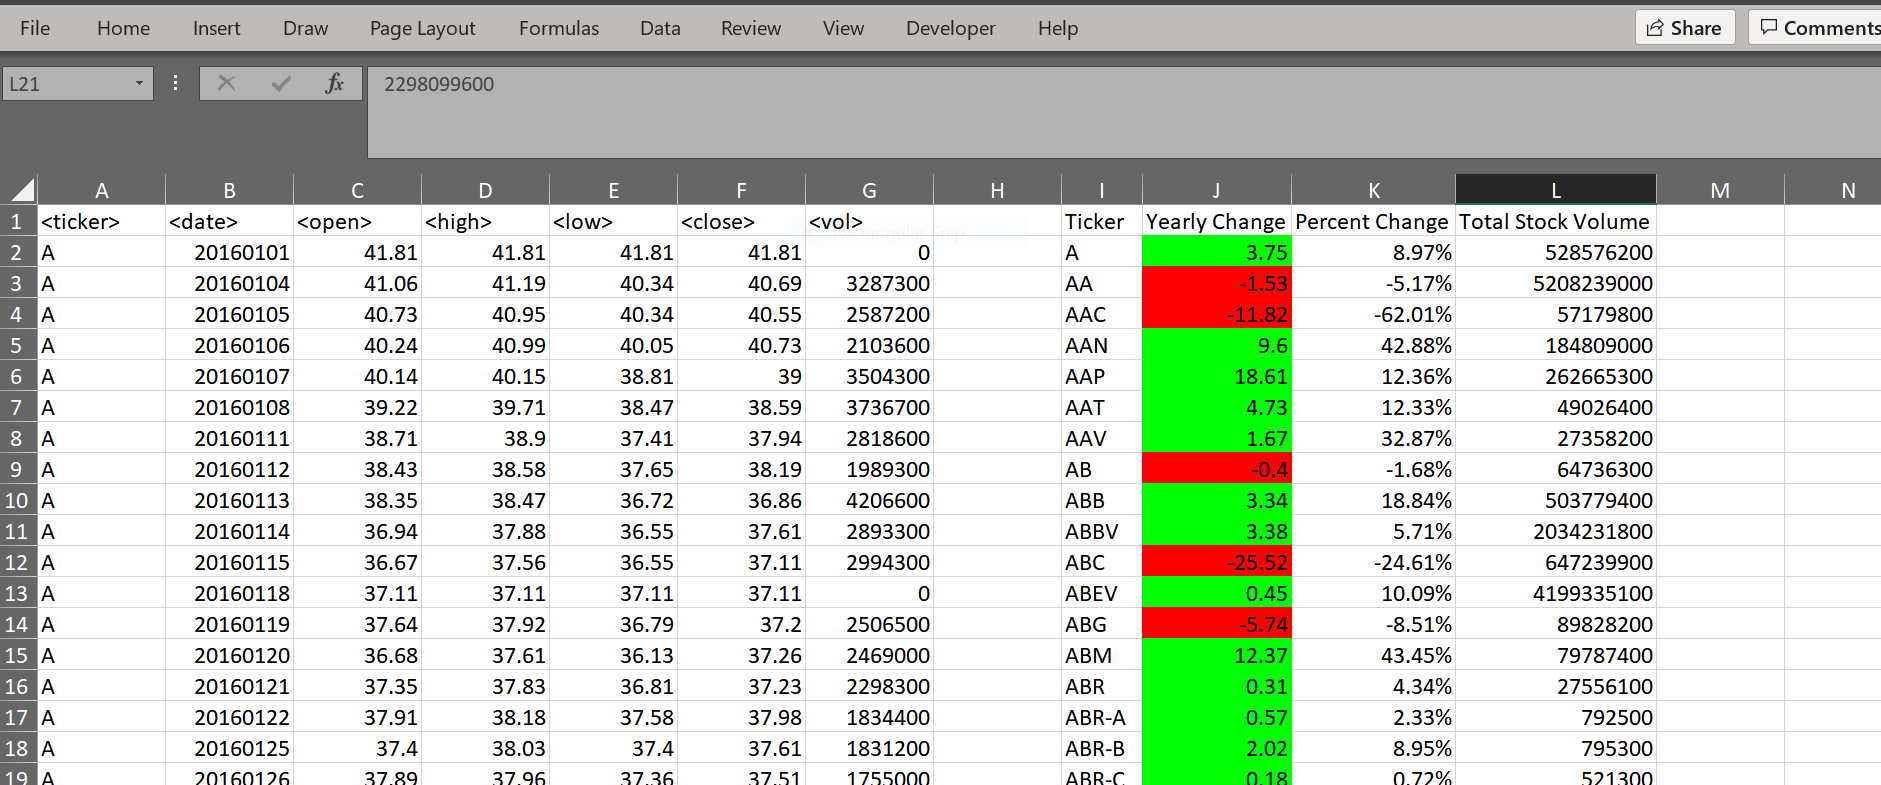 File Home Insert Draw Page Layout Formulas Data Review View Developer Help Share Comments
L21 fx 2298099600
A B C D E F G H I J K L M N
1 <ticker> <date> <open> <high> <low> <close> <vol> Ticker Yearly Change Percent Change Total Stock Volume
2 A 20160101 41.81 41.81 41.81 41.81 0 A 3.75 8.97% 528576200
3 A 20160104 41.06 41.19 40.34 40.69 3287300 AA -1.53 -5.17% 5208239000
4 A 20160105 40.73 40.95 40.34 40.55 2587200 AAC -11.82 -62.01% 57179800
5 A 20160106 40.24 40.99 40.05 40.73 2103600 AAN 9.6 42.88% 184809000
6 A 20160107 40.14 40.15 38.81 39 3504300 AAP 18.61 12.36% 262665300
7 A 20160108 39.22 39.71 38.47 38.59 3736700 AAT 4.73 12.33% 49026400
8 A 20160111 38.71 38.9 37.41 37.94 2818600 AAV 1.67 32.87% 27358200
9 A 20160112 38.43 38.58 37.65 38.19 1989300 AB -0.4 -1.68% 64736300
10 A 20160113 38.35 38.47 36.72 36.86 4206600 ABB 3.34 18.84% 503779400
11 A 20160114 36.94 37.88 36.55 37.61 2893300 ABBV 3.38 5.71% 2034231800
12 A 20160115 36.67 37.56 36.55 37.11 2994300 ABC -25.52 -24.61% 647239900
13 A 20160118 37.11 37.11 37.11 37.11 0 ABEV 0.45 10.09% 4199335100
14 A 20160119 37.64 37.92 36.79 37.2 2506500 ABG -5.74 -8.51% 89828200
15 A 20160120 36.68 37.61 36.13 37.26 2469000 ABM 12.37 43.45% 79787400
16 A 20160121 37.35 37.83 36.81 37.23 2298300 ABR 0.31 4.34% 27556100
17 A 20160122 37.91 38.18 37.58 37.98 1834400 ABR-A 0.57 2.33% 792500
18 A 20160125 37.4 38.03 37.4 37.61 1831200 ABR-B 2.02 8.95% 795300
19 A 20160126 37.89 37.96 37.36 37.51 1755000 ABR-C 0.18 0.72% 521300